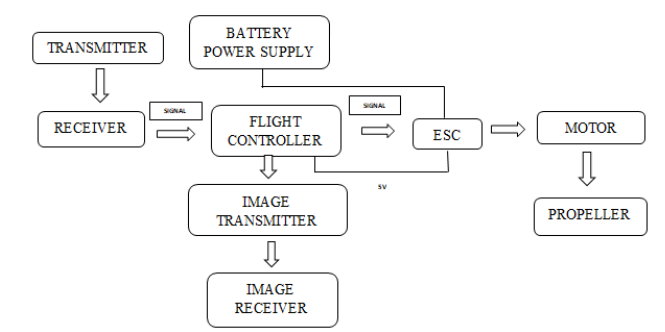 BATTERY
POWER SUPPLY
TRANSMITTER
SIGNAL
SIGNAL
RECEIVER
FLIGHT
CONTROLLER
ESC
MOTOR
5V
IMAGE
TRANSMITTER
PROPELLER
IMAGE
RECEIVER